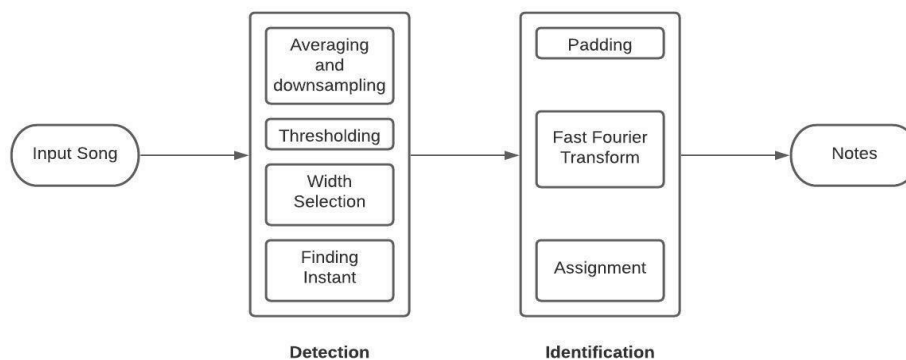 Input Song
Averaging
and
downsampling
Thresholding
Width
Selection
Finding
Instant
Detection
Padding
Fast Fourier
Transform
Assignment
Identification
Notes